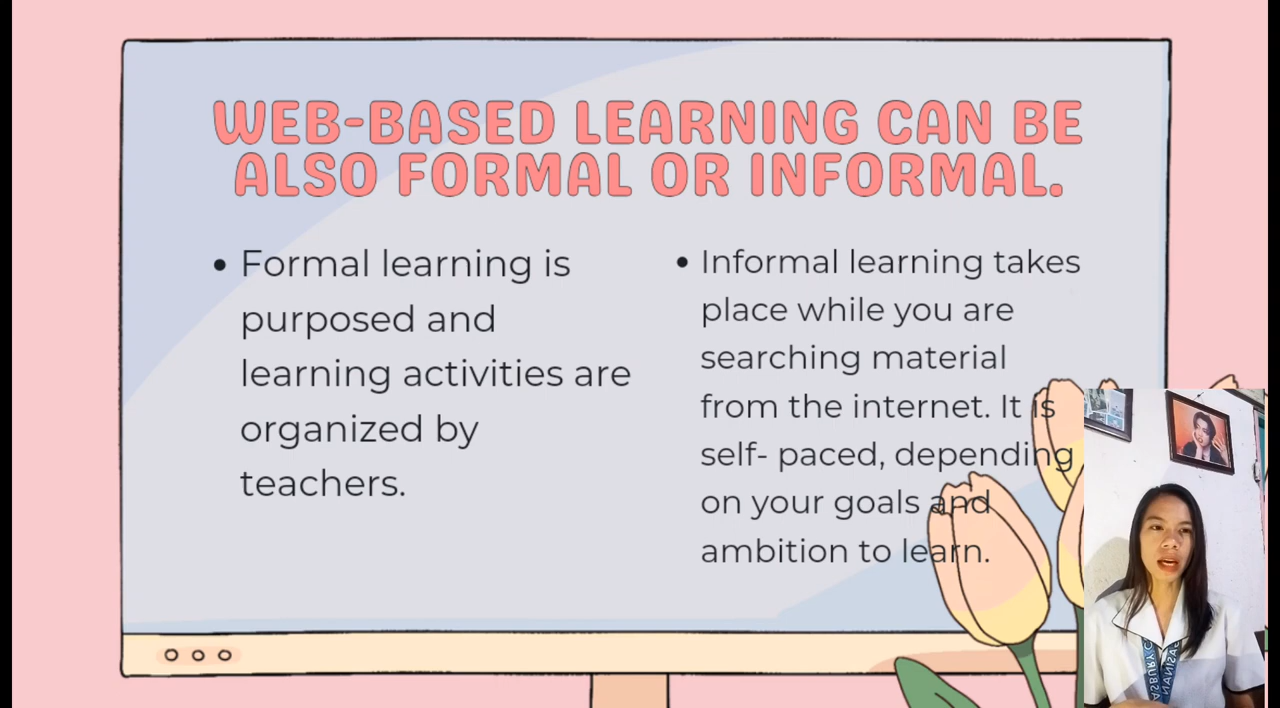 WEB-BASED LEARNING CAN BE
ALSO FORMAL OR INFORMAL.
Formal learning is
purposed and
learning activities are
organized by
teachers.
Informal learning takes
place while you are
searching material
from the internet. It is
self- paced, depending
on your goals and
ambition to learn.